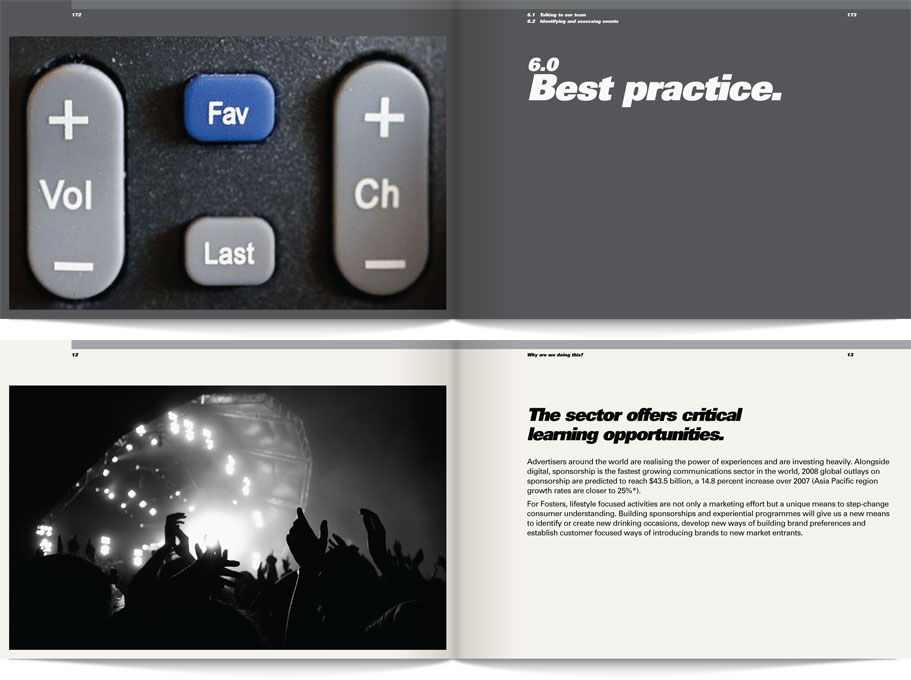 172
6.1 Talking to our team
6.2 Identifying and assessing events
173
+
Vol
−
Fav
Last
+
Ch
−
6.0
Best practice.
12
Why are we doing this?
13
The sector offers critical
learning opportunities.
Advertisers around the world are realising the power of experiences and are investing heavily. Alongside
digital, sponsorship is the fastest growing communications sector in the world, 2008 global outlays on
sponsorship are predicted to reach $43.5 billion, a 14.8 percent increase over 2007 (Asia Pacific region
growth rates are closer to 25%*).
For Fosters, lifestyle focused activities are not only a marketing effort but a unique means to step-change
consumer understanding. Building sponsorships and experiential programmes will give us a new means
to identify or create new drinking occasions, develop new ways of building brand preferences and
establish customer focused ways of introducing brands to new market entrants.